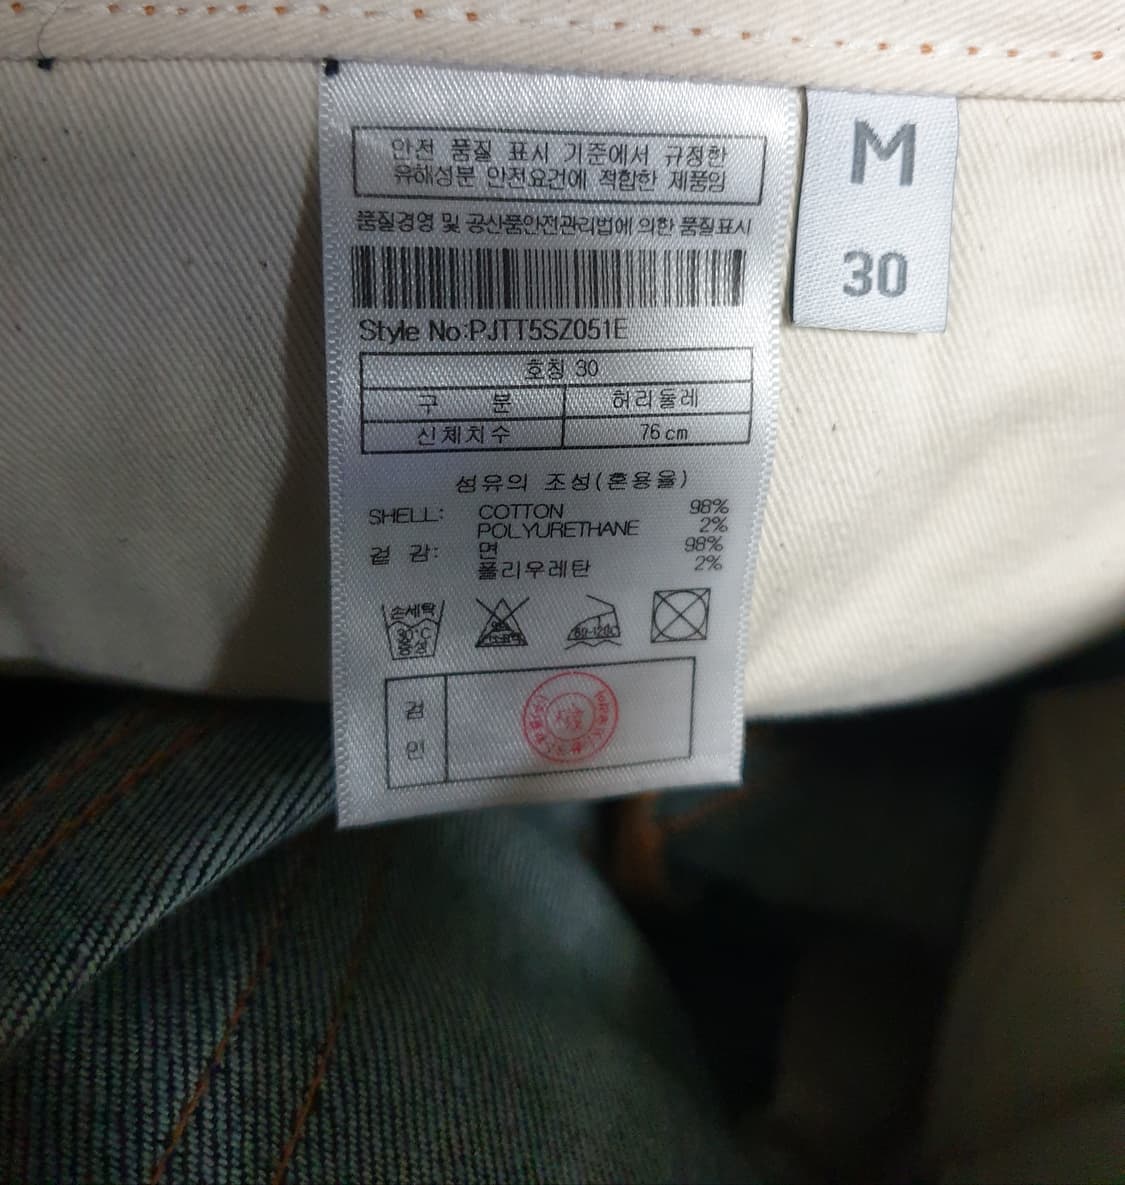 안전 품질 표시 기준에서 규정한
유해성분 안전요건에 적합한 제품임
품질경영 및 공산품안전관리법에 의한 품질표시
Style No:PJTT5SZ051E
호칭 30
구 분 허리둘레
신체치수 76cm
섬유의 조성(혼용율)
SHELL: COTTON 98%
POLYURETHANE 2%
겉 감: 면 98%
폴리우레탄 2%
손세탁
30℃
중성
80-120℃
검
인
M
30